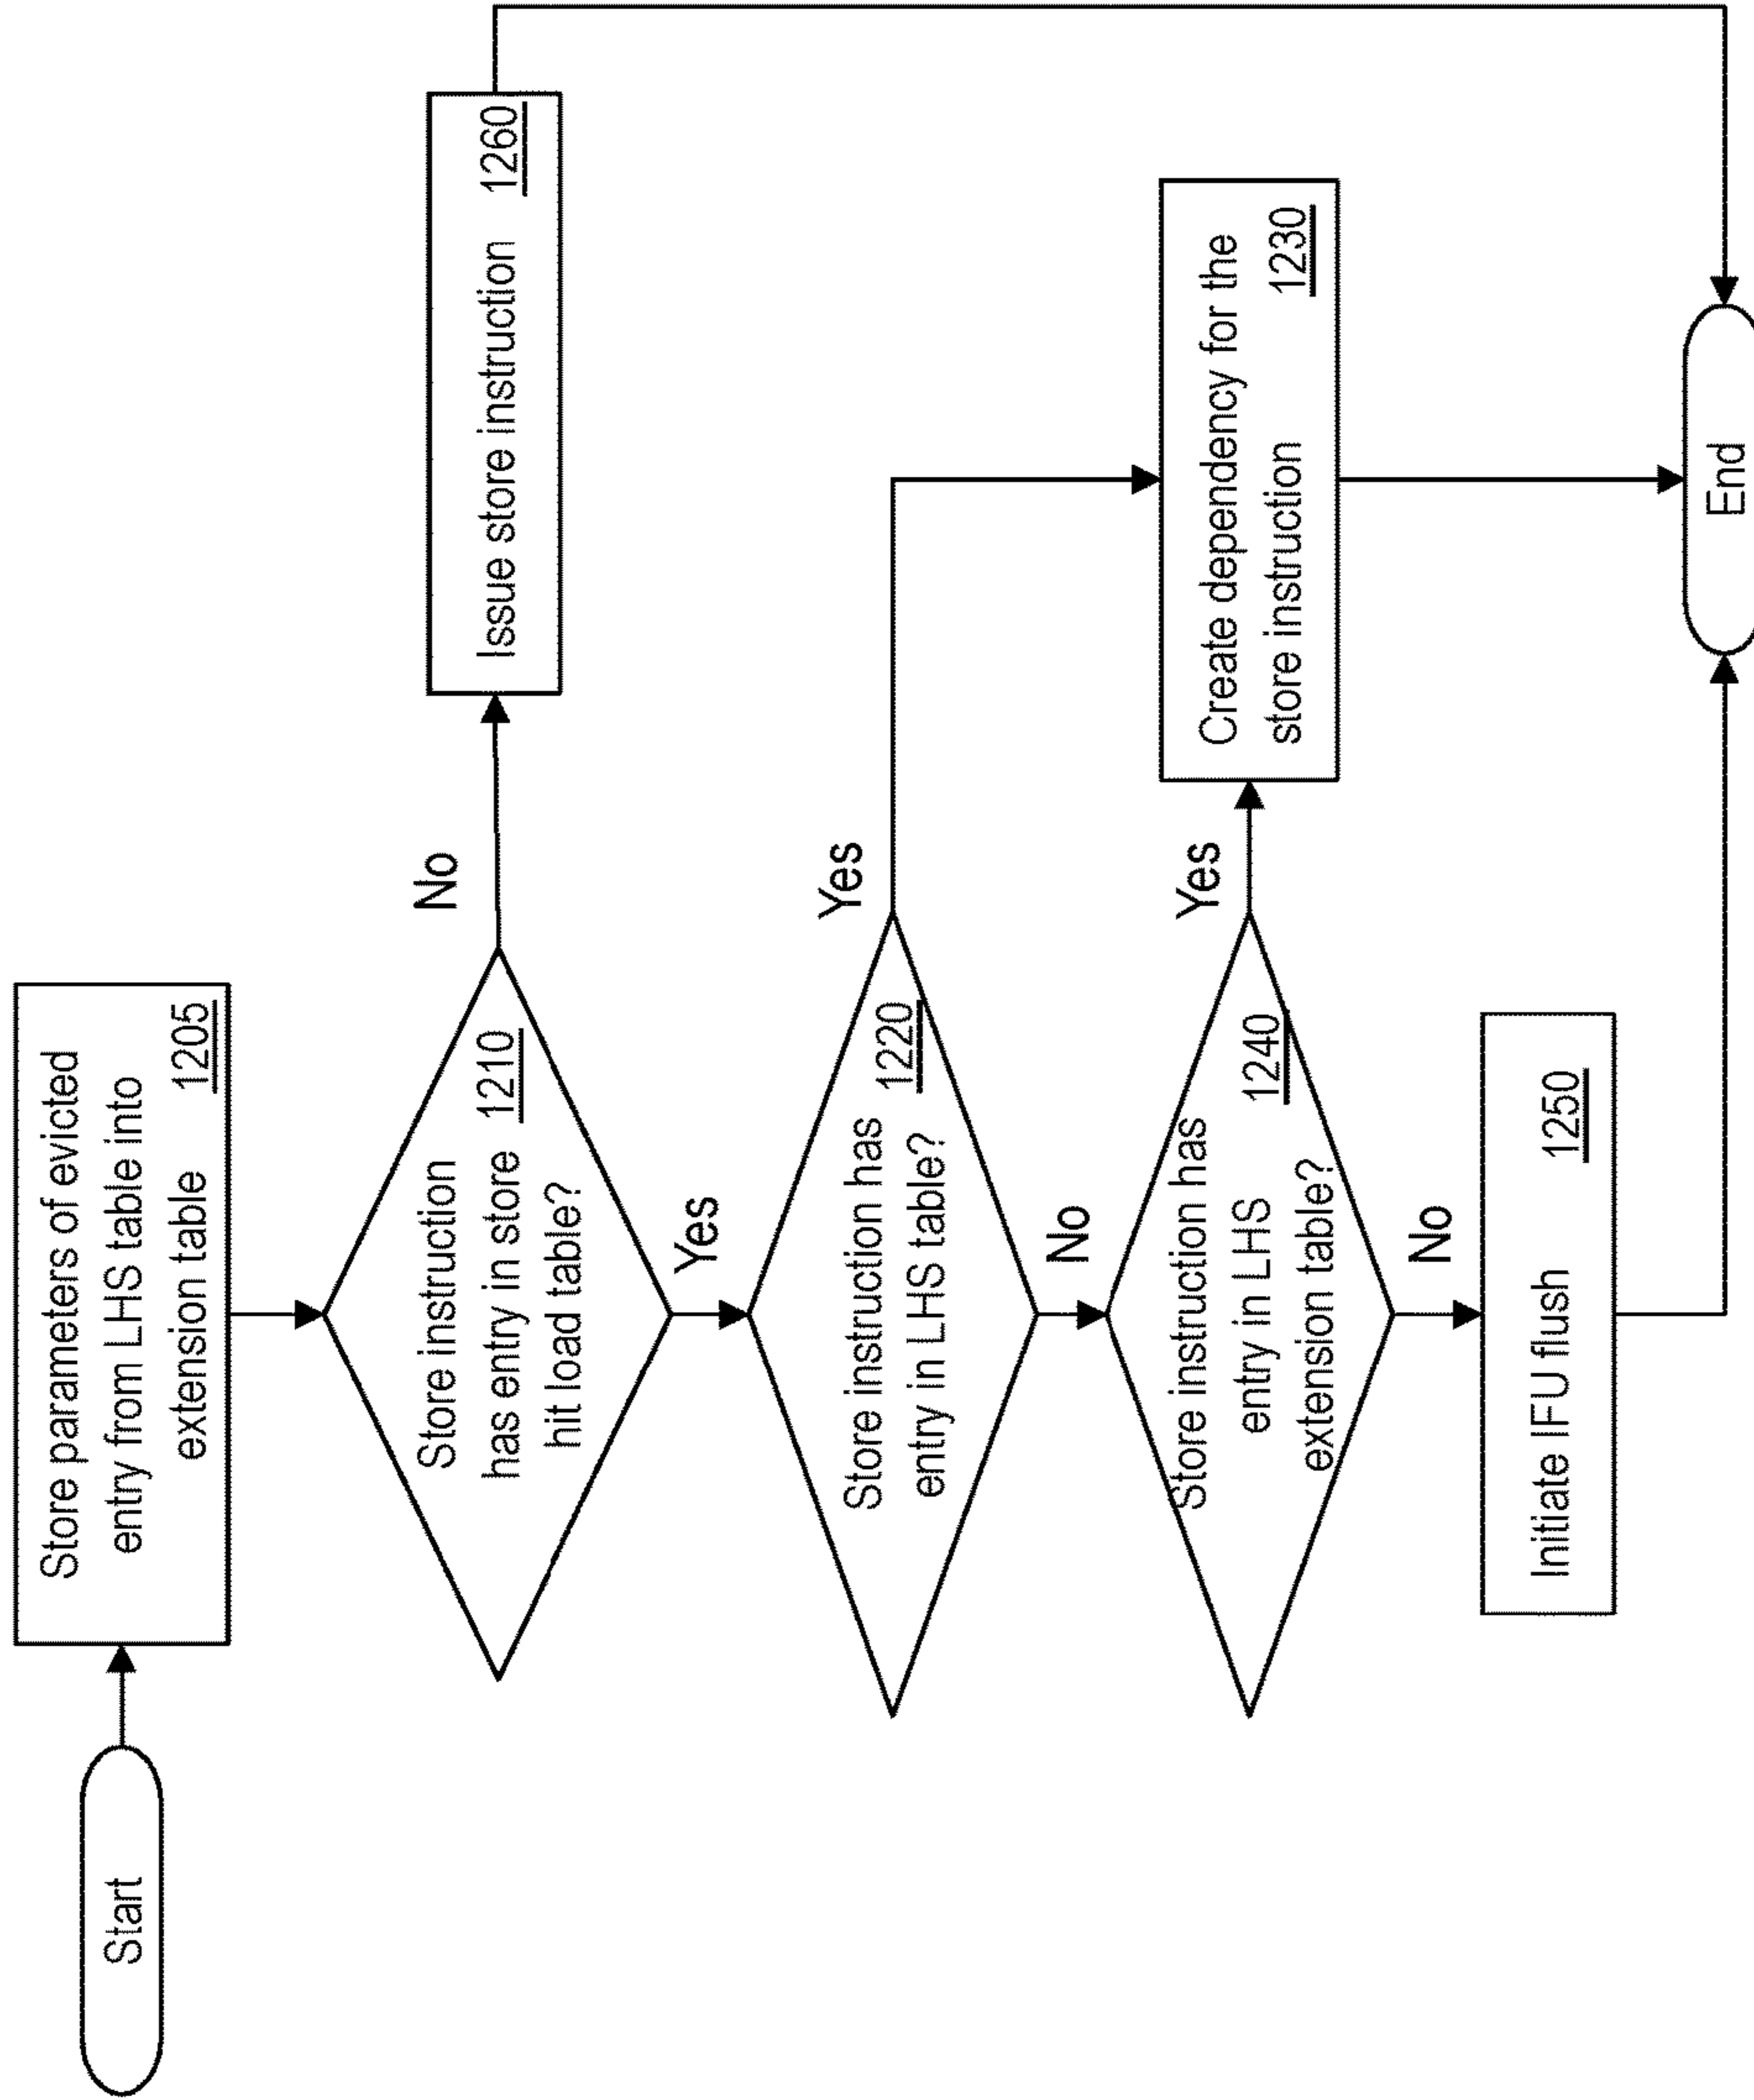 Start
Store parameters of evicted
entry from LHS table into
extension table 1205
Store instruction
has entry in store 1210
hit load table?
No
Issue store instruction 1260
Yes
Store instruction has
entry in LHS table? 1220
Yes
No
Store instruction has
entry in LHS 1240
extension table?
Yes
Create dependency for the
store instruction 1230
No
Initiate IFU flush 1250
End